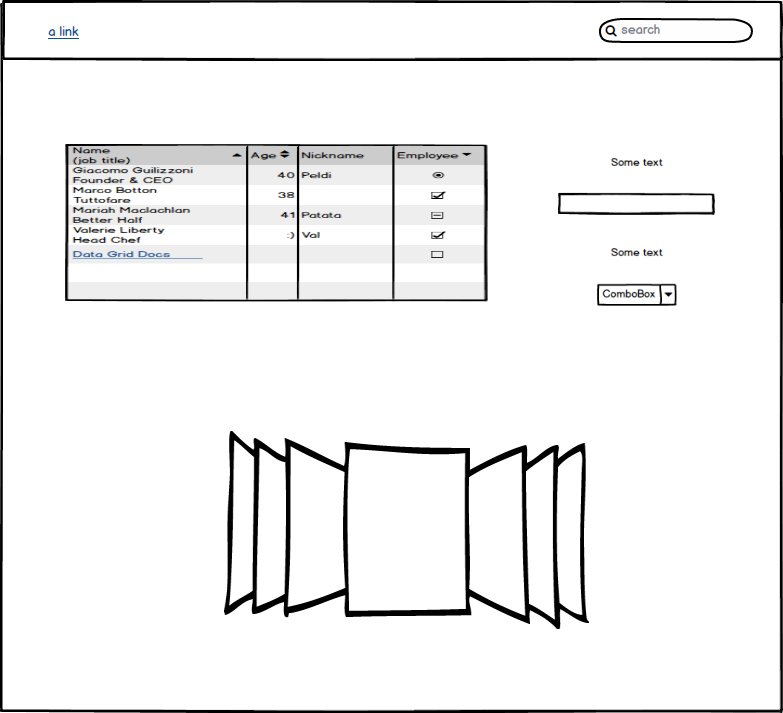 a link
search
Name
(job title)
Age
Nickname
Employee
Giacomo Guilizzoni
Founder & CEO
40
Peldi
Marco Botton
Tuttofare
38
Mariah Maclachlan
Better Half
41
Patata
Valerie Liberty
Head Chef
:)
Val
Data Grid Docs
Some text
Some text
ComboBox